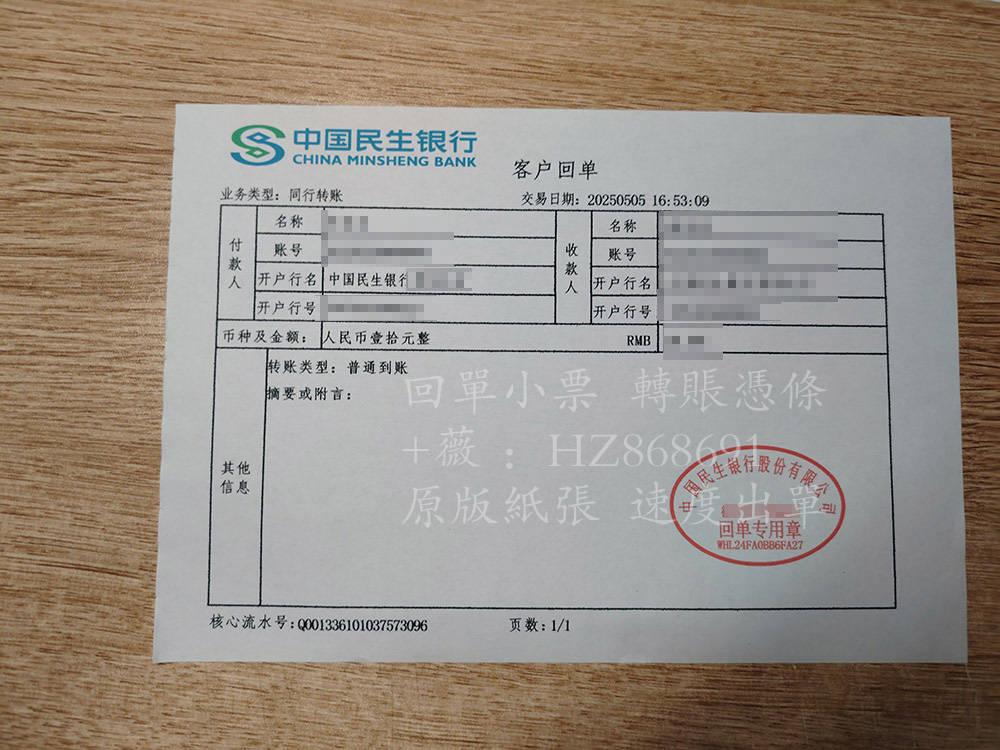 中国民生银行
CHINA MINSHENG BANK
客户回单
业务类型：同行转账
交易日期：20250505 16:53:09
付款人
名称
账号
开户行名 中国民生银行
开户行号
收款人
名称
账号
开户行名
开户行号
币种及金额： 人民币壹拾元整 RMB
其他信息
转账类型：普通到账
摘要或附言：
回單小票 轉賬憑條
+薇：HZ868691
原版紙張 速度出單
中国民生银行股份有限公司
回单专用章
WHL24FA0BB6FA27
核心流水号:Q001336101037573096
页数:1/1